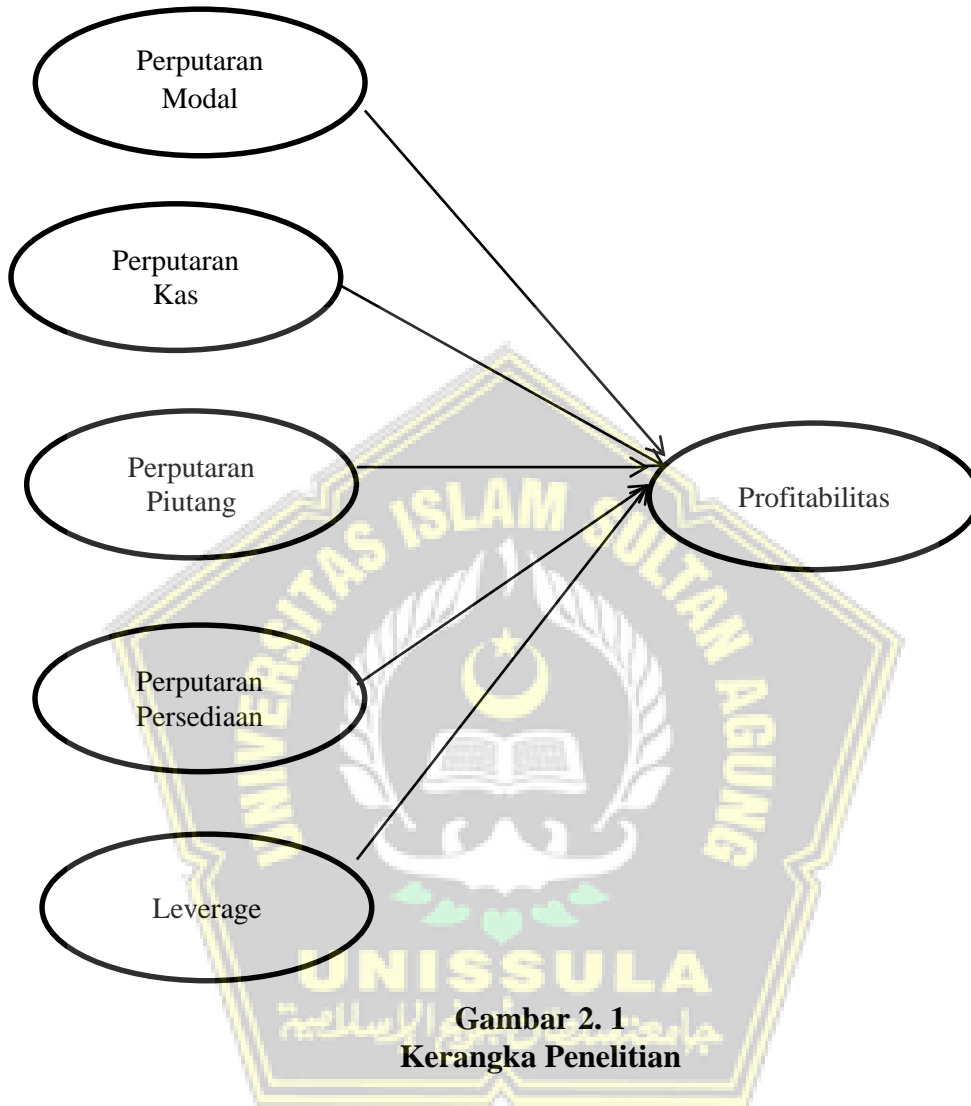 Perputaran
Modal
Perputaran
Kas
Perputaran
Piutang
Profitabilitas
Perputaran
Persediaan
Leverage
UNIVERSITAS ISLAM SULTAN AGUNG
UNISSULA
جامعة سلطان أجونج الإسلامية
Gambar 2. 1
Kerangka Penelitian